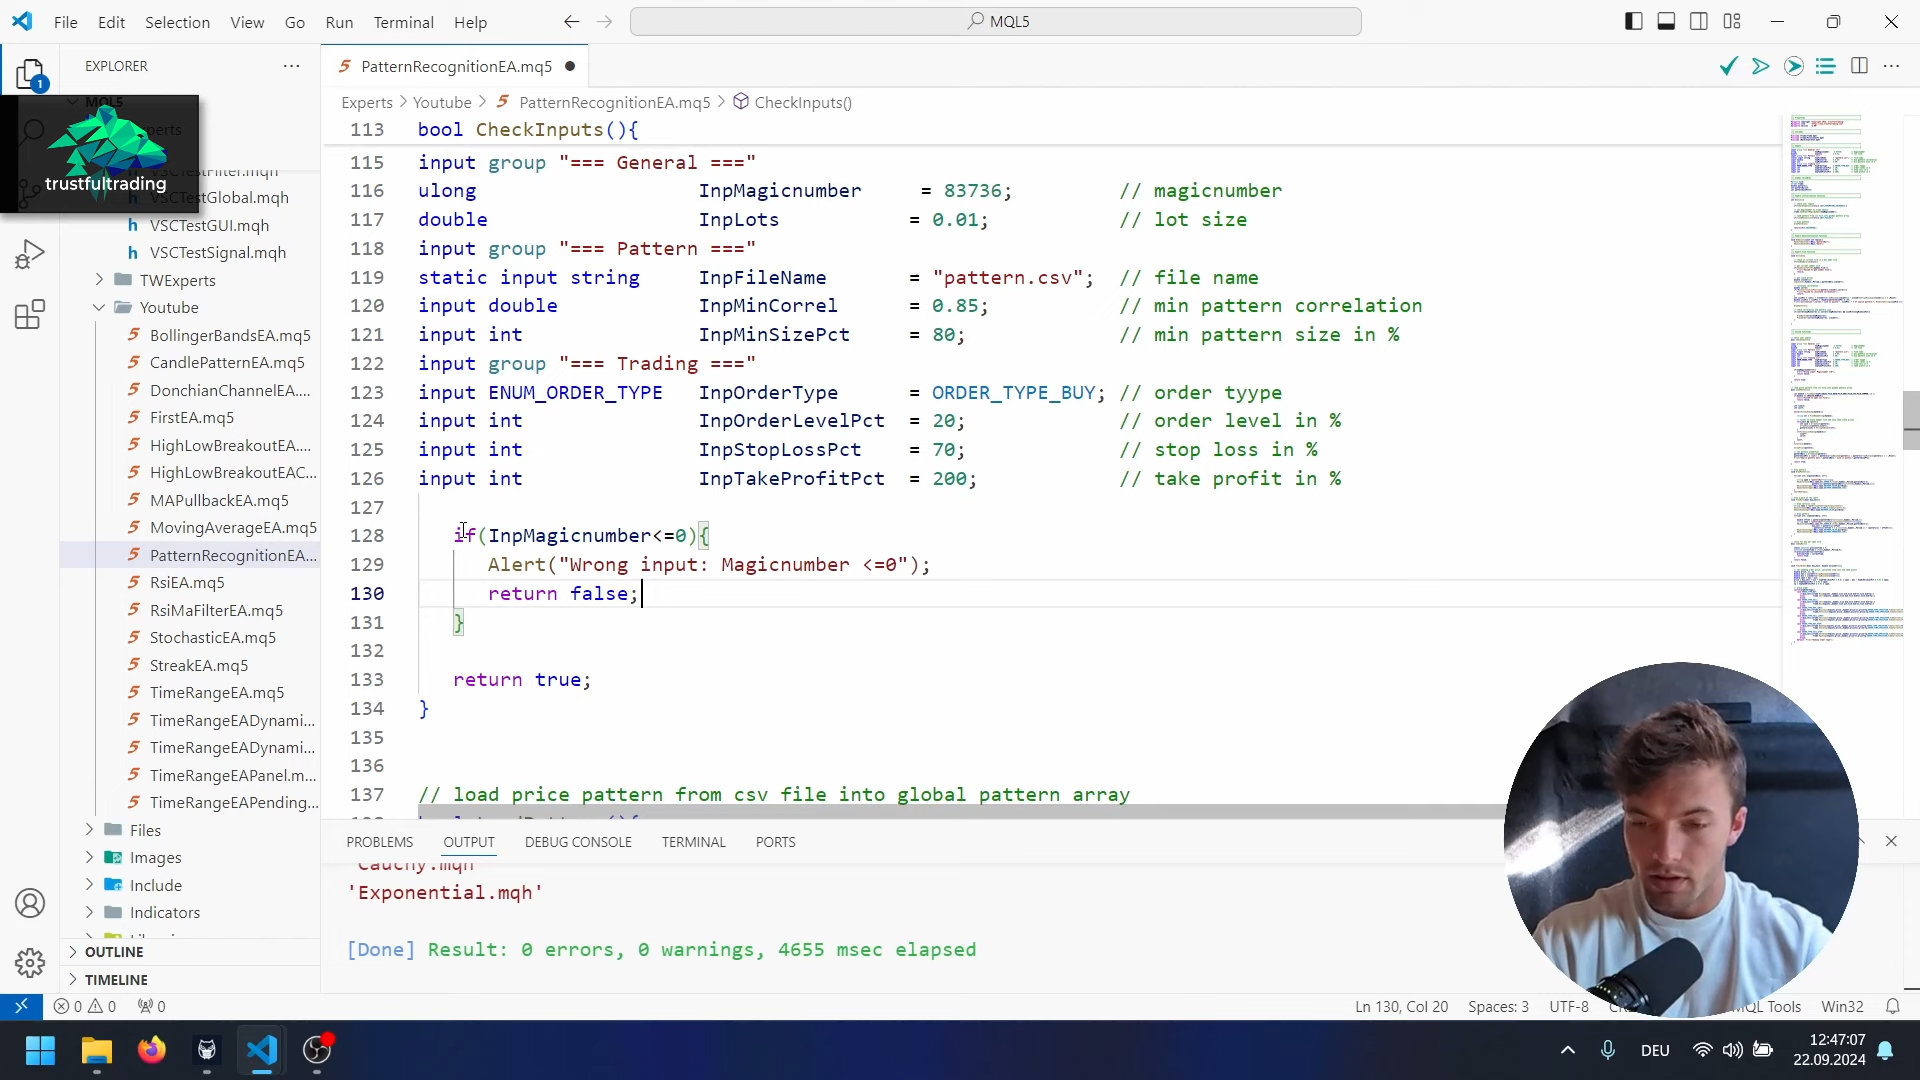 File Edit Selection View Go Run Terminal Help
MQL5
EXPLORER
PatternRecognitionEA.mq5
MQL5
trustfultrading
VSCTestFilter.mqh
VSCTestGlobal.mqh
VSCTestGUI.mqh
VSCTestSignal.mqh
TWExperts
Youtube
BollingerBandsEA.mq5
CandlePatternEA.mq5
DonchianChannelEA....
FirstEA.mq5
HighLowBreakoutEA....
HighLowBreakoutEAC...
MAPullbackEA.mq5
MovingAverageEA.mq5
PatternRecognitionEA...
RsiEA.mq5
RsiMaFilterEA.mq5
StochasticEA.mq5
StreakEA.mq5
TimeRangeEA.mq5
TimeRangeEADynami...
TimeRangeEADynami...
TimeRangeEAPanel.m...
TimeRangeEAPending...
Files
Images
Include
Indicators
OUTLINE
TIMELINE
Experts > Youtube > PatternRecognitionEA.mq5 > CheckInputs()
113 bool CheckInputs(){
115 input group "=== General ==="
116 ulong InpMagicnumber = 83736; // magicnumber
117 double InpLots = 0.01; // lot size
118 input group "=== Pattern ==="
119 static input string InpFileName = "pattern.csv"; // file name
120 input double InpMinCorrel = 0.85; // min pattern correlation
121 input int InpMinSizePct = 80; // min pattern size in %
122 input group "=== Trading ==="
123 input ENUM_ORDER_TYPE InpOrderType = ORDER_TYPE_BUY; // order tyype
124 input int InpOrderLevelPct = 20; // order level in %
125 input int InpStopLossPct = 70; // stop loss in %
126 input int InpTakeProfitPct = 200; // take profit in %
127
128 if(InpMagicnumber<=0){
129 Alert("Wrong input: Magicnumber <=0");
130 return false;
131 }
132
133 return true;
134 }
135
136
137 // load price pattern from csv file into global pattern array
PROBLEMS OUTPUT DEBUG CONSOLE TERMINAL PORTS
'Exponential.mqh'
[Done] Result: 0 errors, 0 warnings, 4655 msec elapsed
0 0 0
Ln 130, Col 20 Spaces: 3 UTF-8 MQL Tools Win32
DEU
12:47:07
22.09.2024